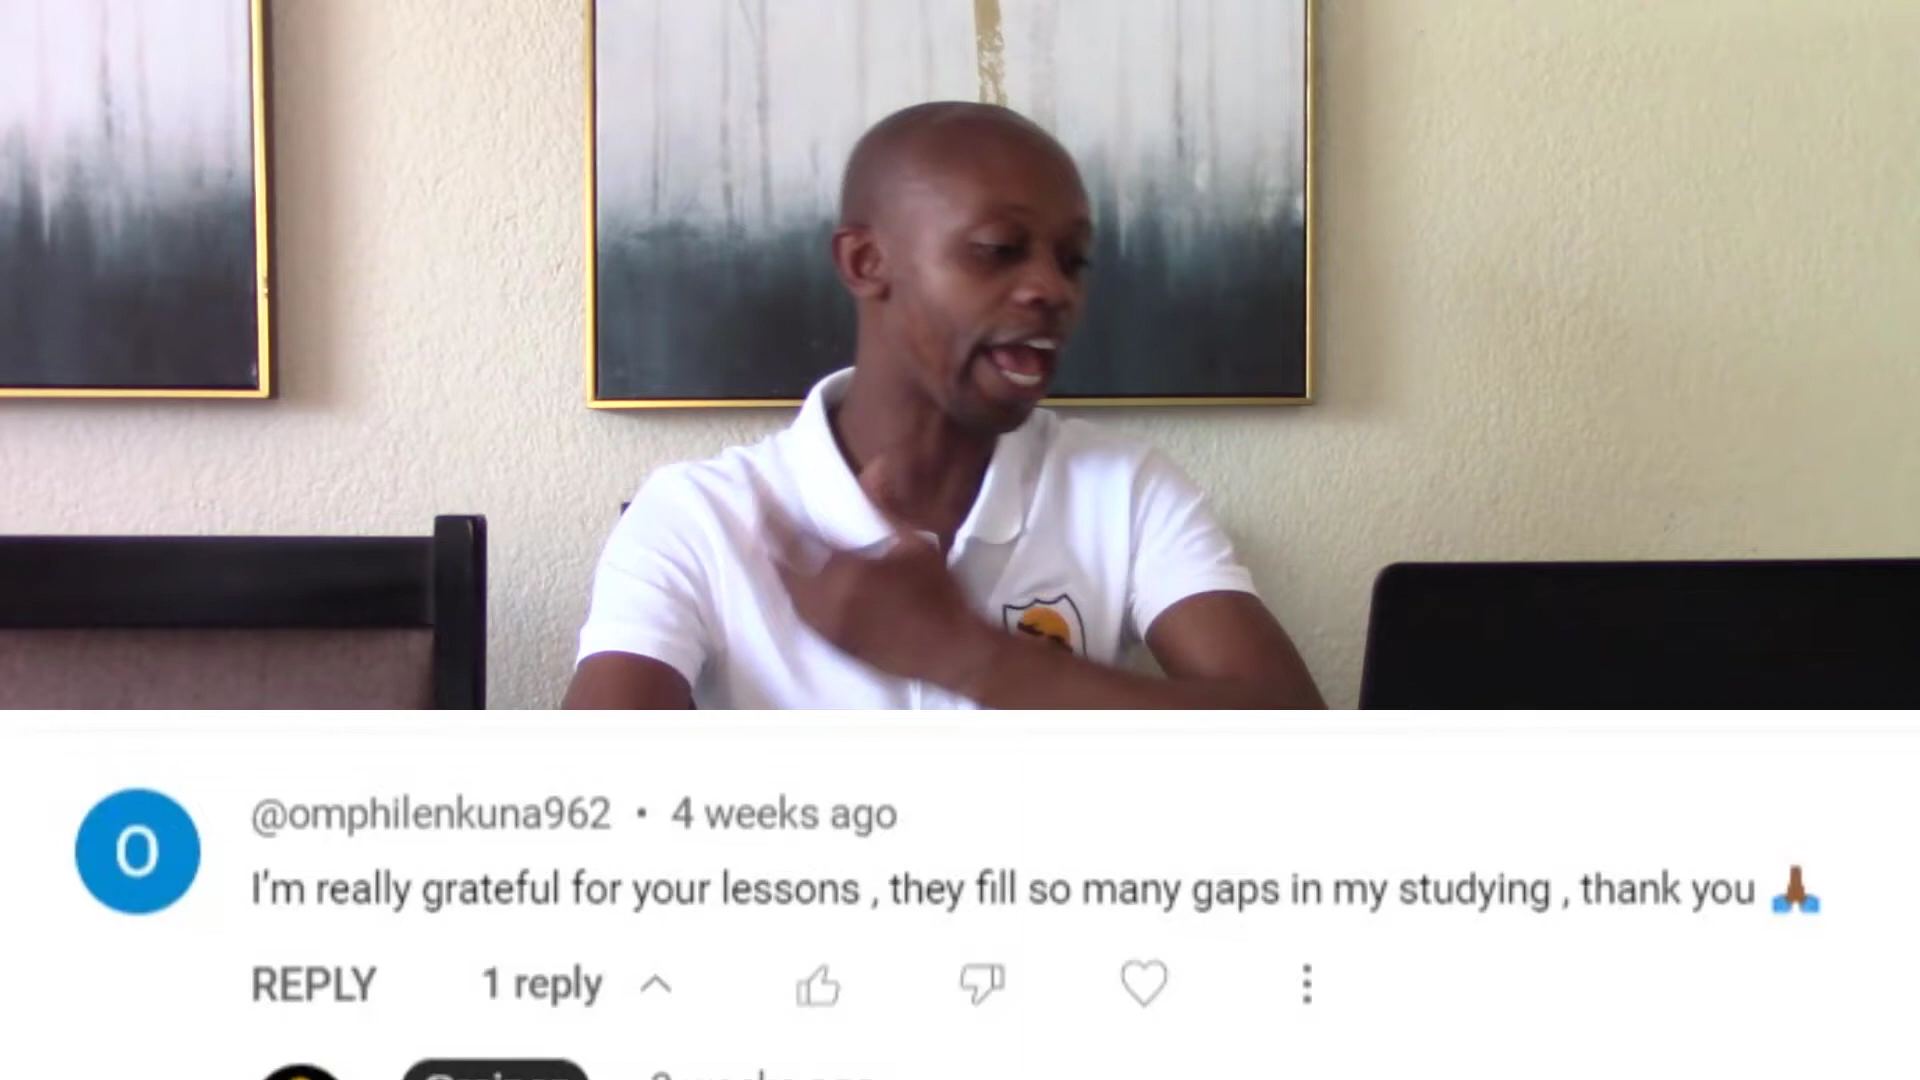 O
@omphilenkuna962 • 4 weeks ago
I'm really grateful for your lessons , they fill so many gaps in my studying , thank you 🙏🏾
REPLY 1 reply